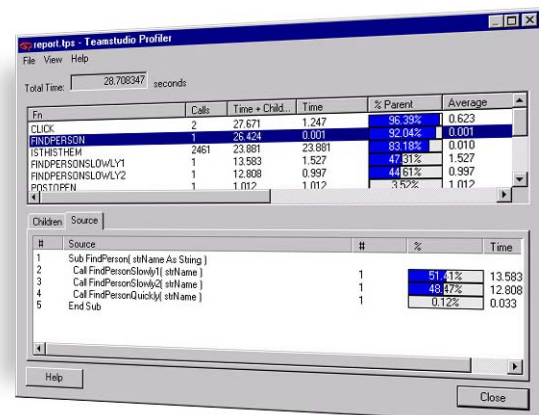 report.tps - Teamstudio Profiler
File View Help
Total Time: 28.708347 seconds
Fn Calls Time + Child... Time % Parent Average
CLICK 2 27.671 1.247 96.39% 0.623
FINDPERSON 1 26.424 0.001 92.04% 0.001
ISTHISTHEM 2461 23.881 23.881 83.18% 0.010
FINDPERSONSLOWLY1 1 13.583 1.527 47.31% 1.527
FINDPERSONSLOWLY2 1 12.808 0.997 44.61% 0.997
POSTOPEN 1 1.012 1.012 3.52% 1.012
Children Source
# Source # % Time
1 Sub FindPerson( strName As String )
2 Call FindPersonSlowly1( strName ) 1 51.41% 13.583
3 Call FindPersonSlowly2( strName ) 1 48.47% 12.808
4 Call FindPersonQuickly( strName ) 1 0.12% 0.033
5 End Sub
Help
Close